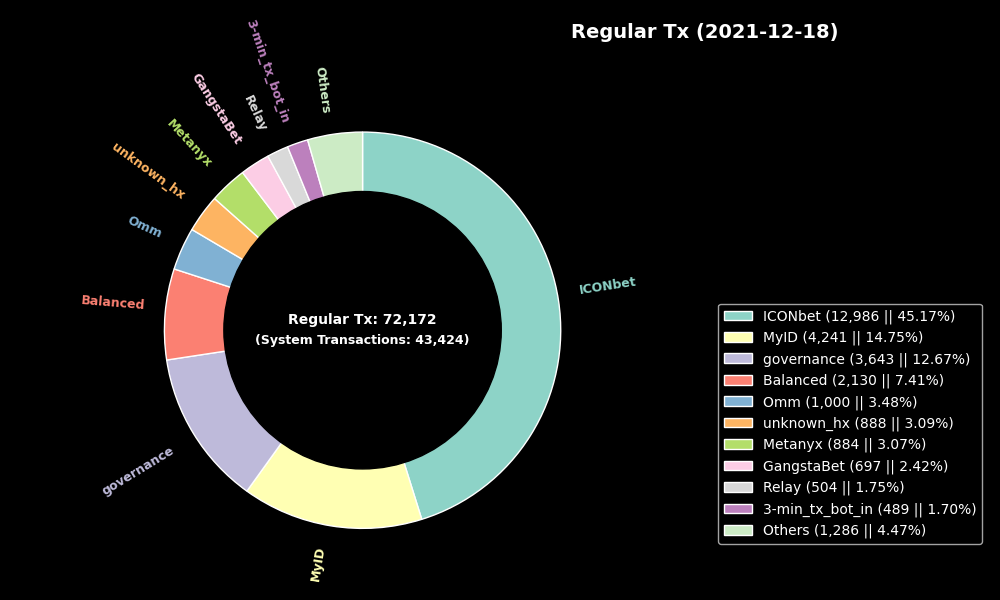 Regular Tx (2021-12-18)
3-min_tx_bot_in
Others
GangstaBet
Relay
Metanyx
unknown_hx
Omm
Balanced
ICONbet
governance
MyID
Regular Tx: 72,172
(System Transactions: 43,424)
ICONbet (12,986 || 45.17%)
MyID (4,241 || 14.75%)
governance (3,643 || 12.67%)
Balanced (2,130 || 7.41%)
Omm (1,000 || 3.48%)
unknown_hx (888 || 3.09%)
Metanyx (884 || 3.07%)
GangstaBet (697 || 2.42%)
Relay (504 || 1.75%)
3-min_tx_bot_in (489 || 1.70%)
Others (1,286 || 4.47%)